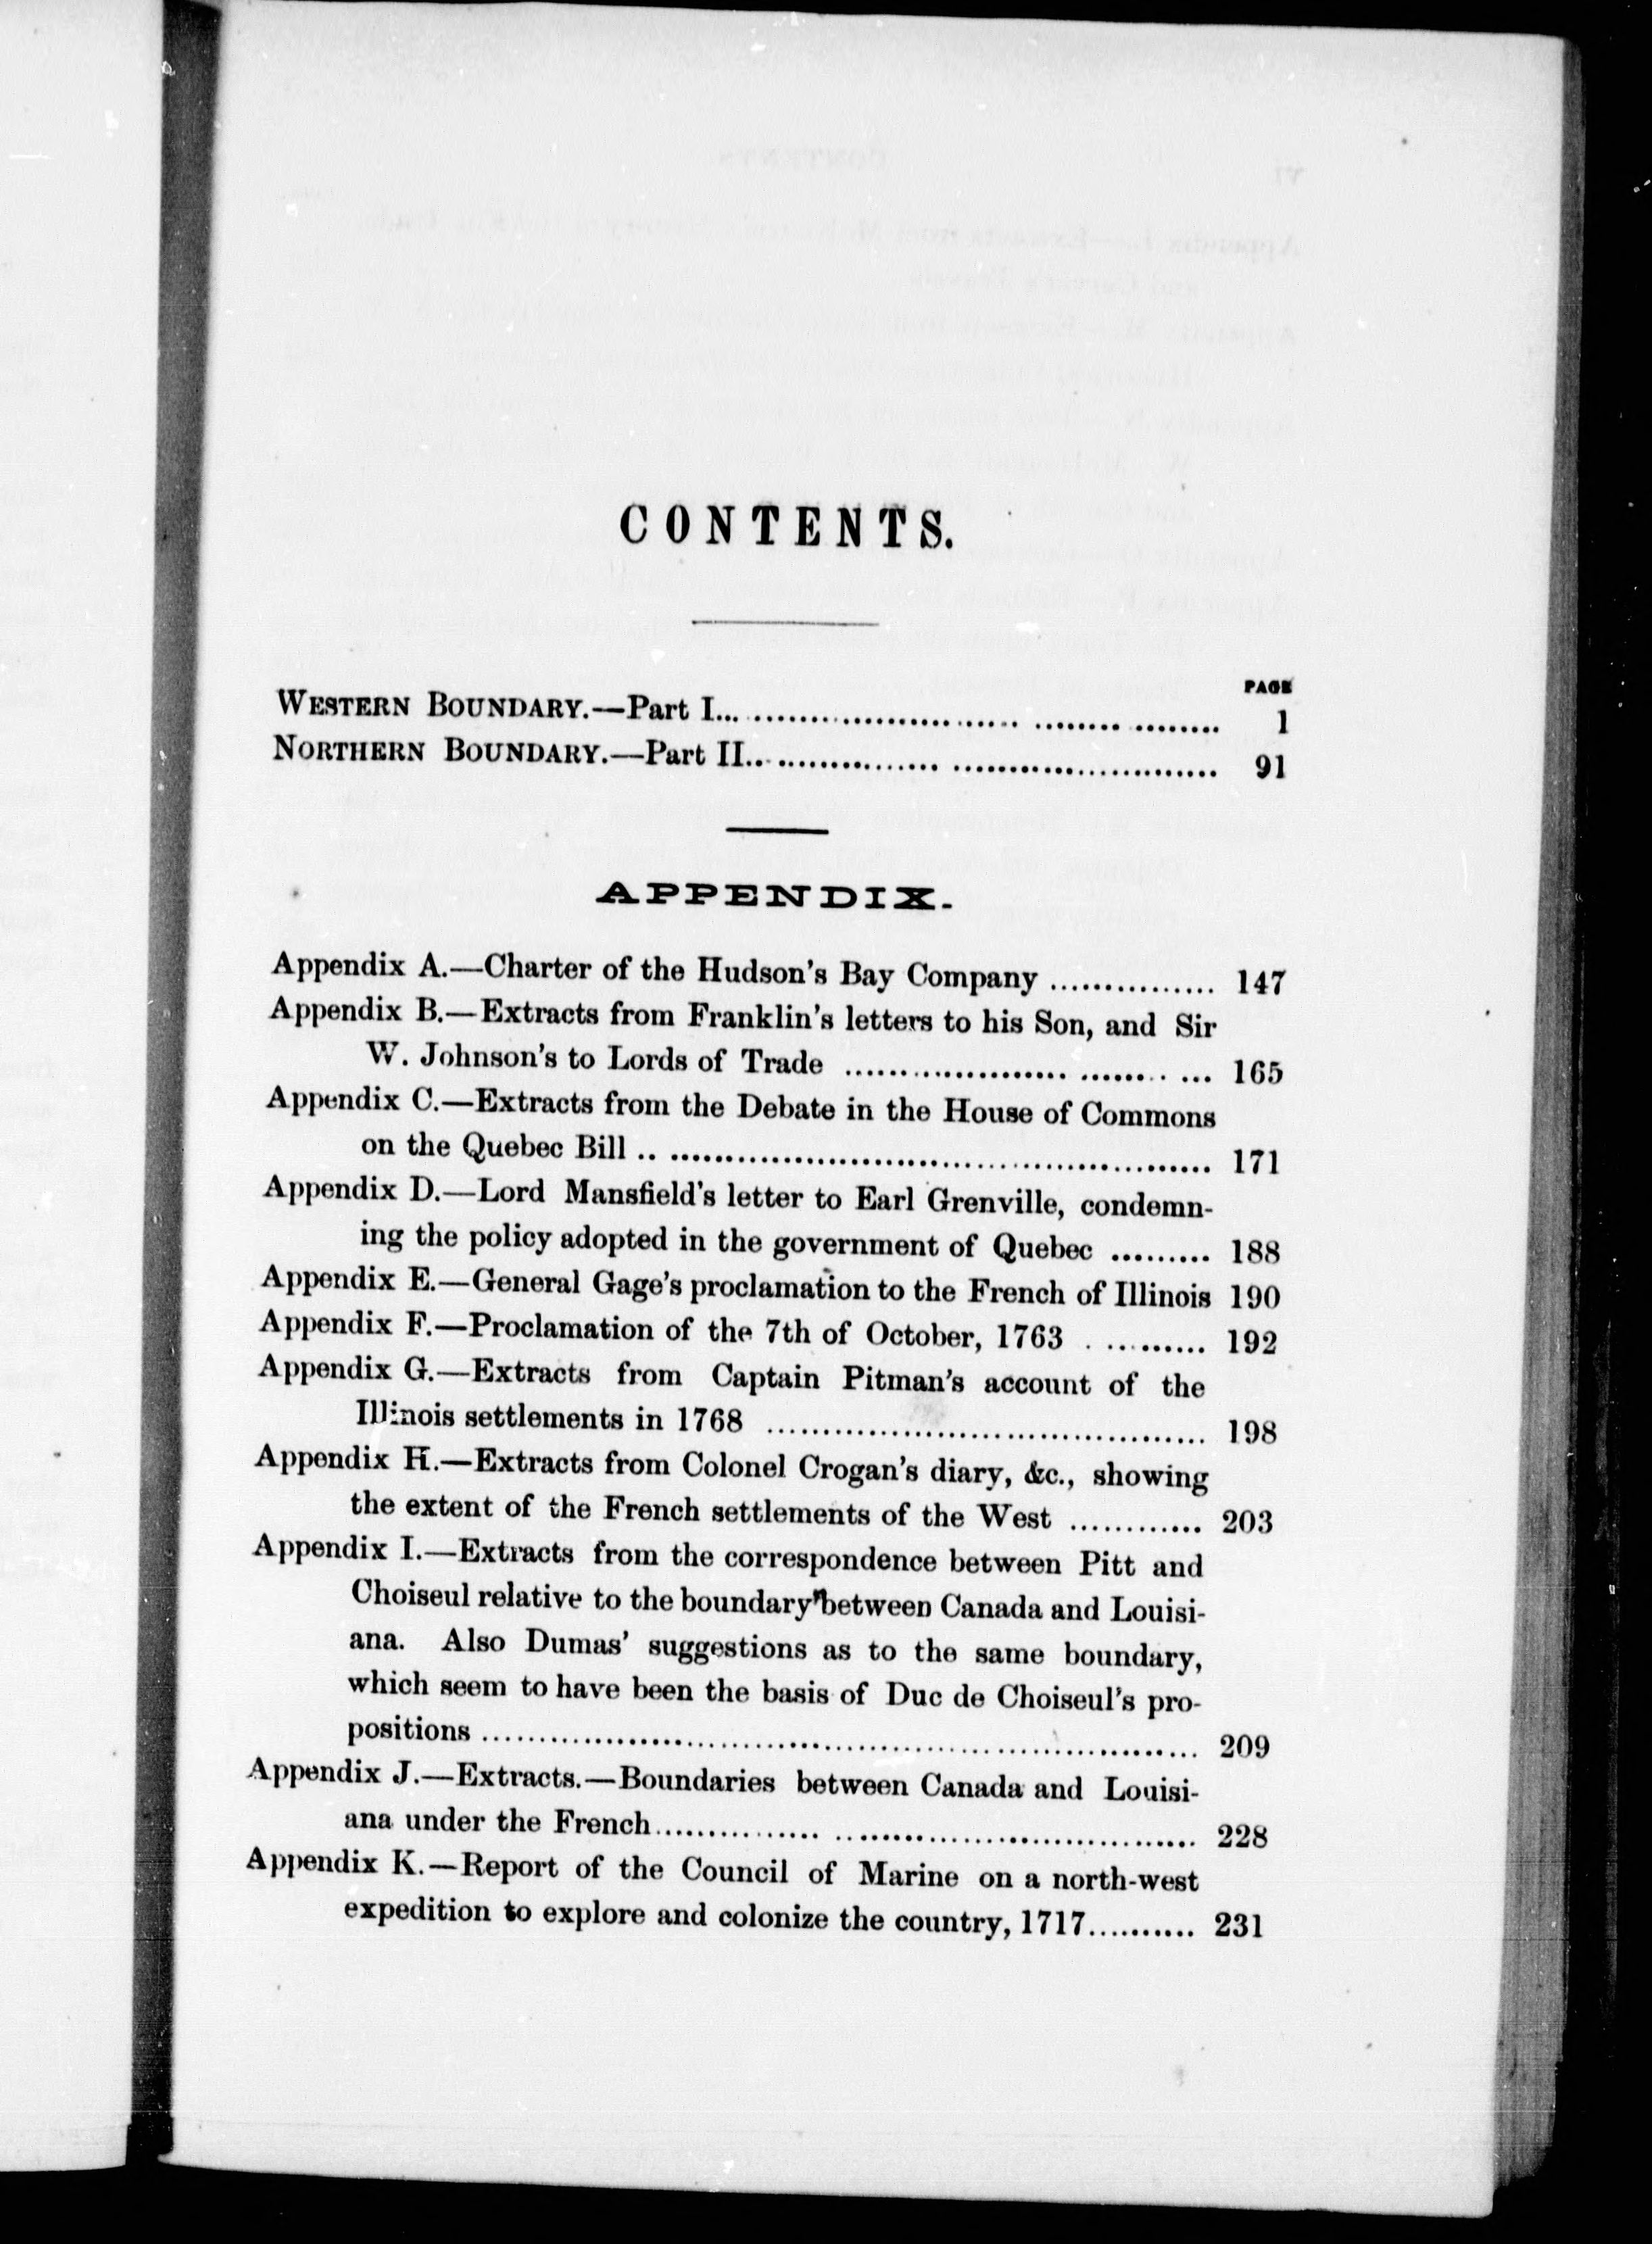 CONTENTS.
PAGE
WESTERN BOUNDARY.—Part I... 1
NORTHERN BOUNDARY.—Part II... 91
APPENDIX.
Appendix A.—Charter of the Hudson's Bay Company ............... 147
Appendix B.—Extracts from Franklin's letters to his Son, and Sir
W. Johnson's to Lords of Trade ............... 165
Appendix C.—Extracts from the Debate in the House of Commons
on the Quebec Bill ............... 171
Appendix D.—Lord Mansfield's letter to Earl Grenville, condemn-
ing the policy adopted in the government of Quebec ......... 188
Appendix E.—General Gage's proclamation to the French of Illinois 190
Appendix F.—Proclamation of the 7th of October, 1763 ........... 192
Appendix G.—Extracts from Captain Pitman's account of the
Illinois settlements in 1768 ............... 198
Appendix H.—Extracts from Colonel Crogan's diary, &c., showing
the extent of the French settlements of the West ............ 203
Appendix I.—Extracts from the correspondence between Pitt and
Choiseul relative to the boundary between Canada and Louisi-
ana. Also Dumas' suggestions as to the same boundary,
which seem to have been the basis of Duc de Choiseul's pro-
positions ............... 209
Appendix J.—Extracts.—Boundaries between Canada and Louisi-
ana under the French............... 228
Appendix K.—Report of the Council of Marine on a north-west
expedition to explore and colonize the country, 1717.......... 231